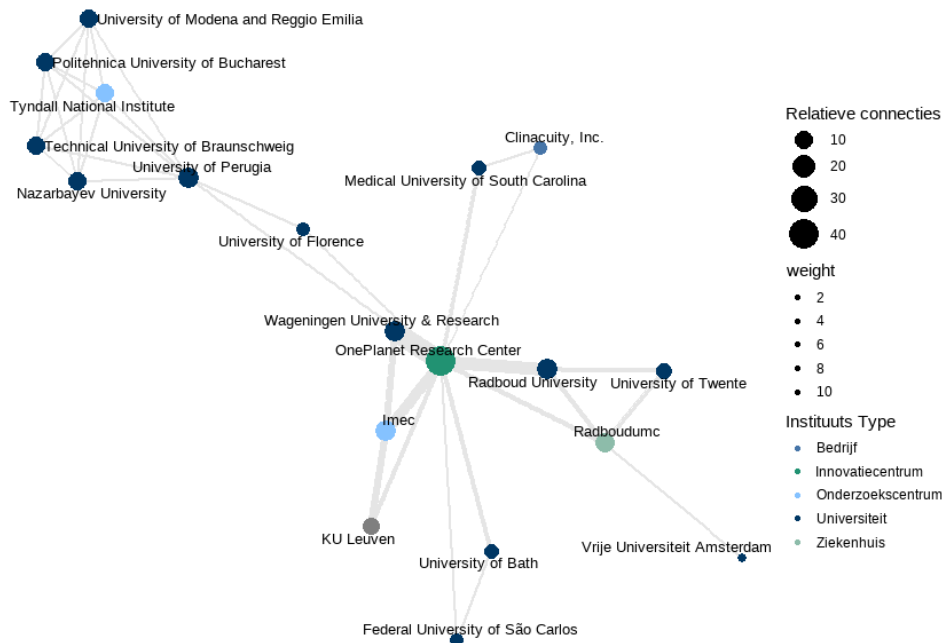 University of Modena and Reggio Emilia
Politehnica University of Bucharest
Tyndall National Institute
Technical University of Braunschweig
University of Perugia
Nazarbayev University
University of Florence
Clinacuity, Inc.
Medical University of South Carolina
Wageningen University & Research
OnePlanet Research Center
Radboud University
University of Twente
Imec
Radboudumc
KU Leuven
University of Bath
Vrije Universiteit Amsterdam
Federal University of São Carlos
Relatieve connecties
10
20
30
40
weight
2
4
6
8
10
Instituuts Type
Bedrijf
Innovatiecentrum
Onderzoekscentrum
Universiteit
Ziekenhuis